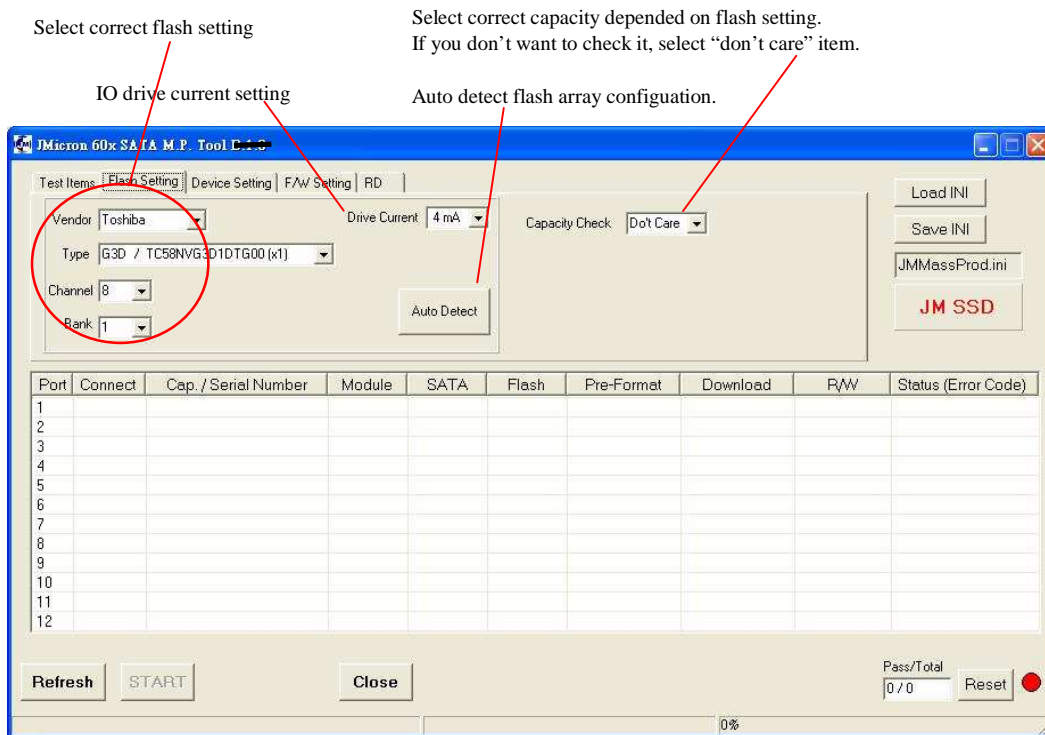 Select correct flash setting
Select correct capacity depended on flash setting.
If you don't want to check it, select "don't care" item.
IO drive current setting
Auto detect flash array configuation.
JMicron 60x SATA M.P. Tool
Test Items Flash Setting Device Setting F/W Setting RD
Vendor Toshiba Drive Current 4 mA Capacity Check Do't Care
Type G3D / TC58NVG3D1DTG00 (x1)
Channel 8
Bank 1
Auto Detect
Load INI
Save INI
JMMassProd.ini
JM SSD
Port Connect Cap. / Serial Number Module SATA Flash Pre-Format Download R/W Status (Error Code)
1
2
3
4
5
6
7
8
9
10
11
12
Refresh START Close
Pass/Total
0 / 0 Reset
0%